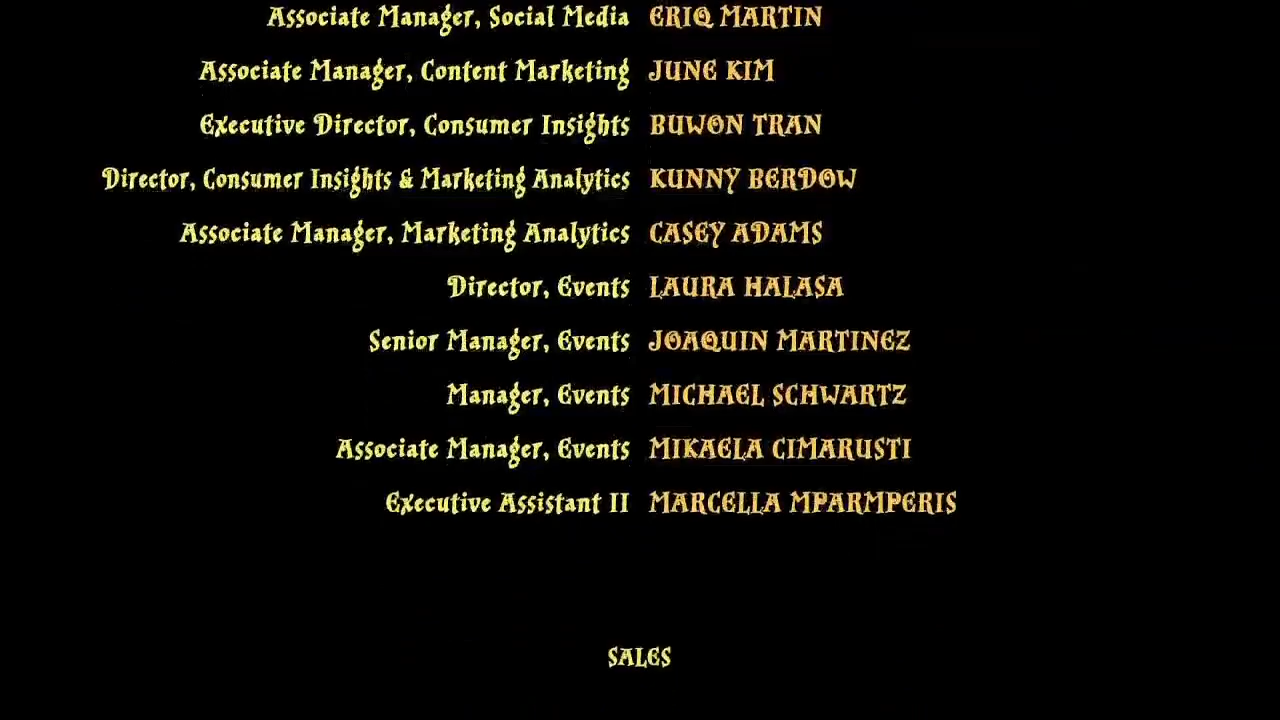 Associate Manager, Social Media ERIQ MARTIN
Associate Manager, Content Marketing JUNE KIM
Executive Director, Consumer Insights BUWON TRAN
Director, Consumer Insights & Marketing Analytics KUNNY BERDOW
Associate Manager, Marketing Analytics CASEY ADAMS
Director, Events LAURA HALASA
Senior Manager, Events JOAQUIN MARTINEZ
Manager, Events MICHAEL SCHWARTZ
Associate Manager, Events MIKAELA CIMARUSTI
Executive Assistant II MARCELLA MPARMPERIS
SALES